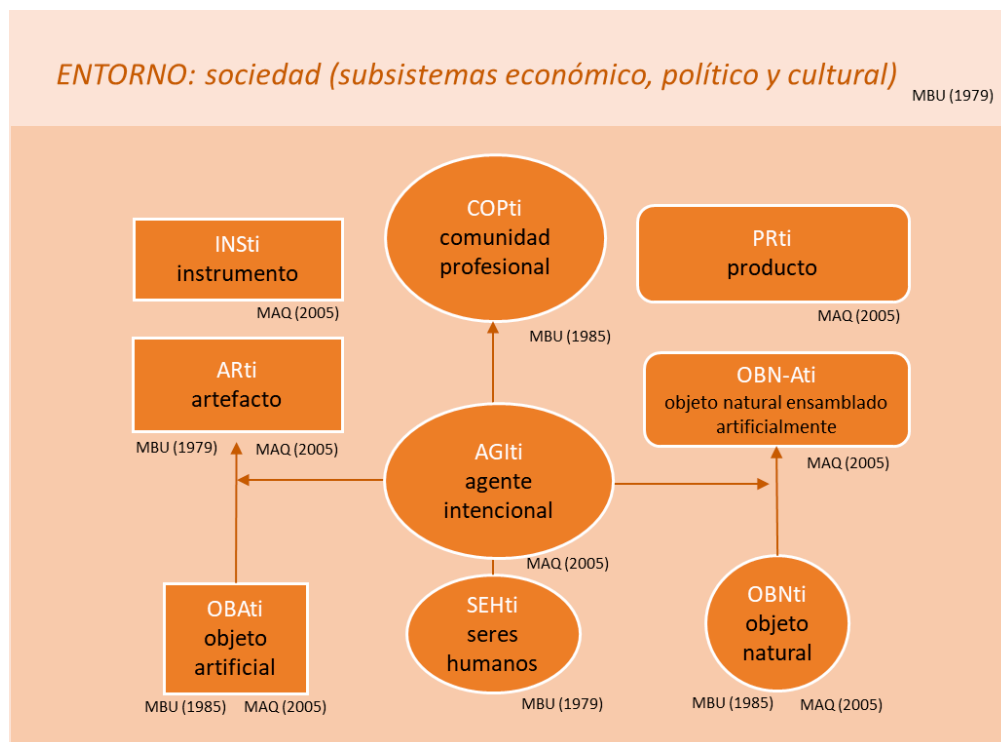 ENTORNO: sociedad (subsistemas económico, político y cultural)
MBU (1979)
INSti
instrumento
MAQ (2005)
COPti
comunidad
profesional
MBU (1985)
PRti
producto
MAQ (2005)
ARti
artefacto
MBU (1979) MAQ (2005)
AGIti
agente
intencional
MAQ (2005)
OBN-Ati
objeto natural ensamblado
artificialmente
MAQ (2005)
OBAti
objeto
artificial
MBU (1985) MAQ (2005)
SEHti
seres
humanos
MBU (1979)
OBNti
objeto
natural
MBU (1985) MAQ (2005)